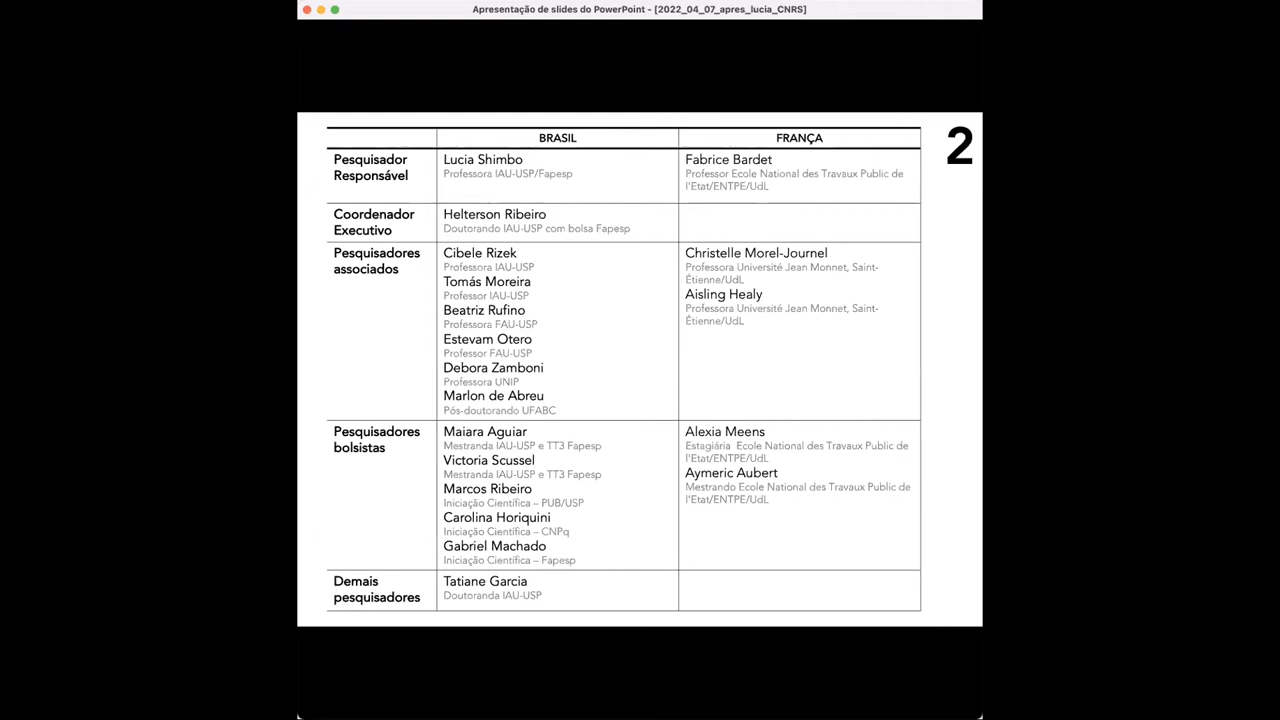 Apresentação de slides do PowerPoint - [2022_04_07_apres_lucia_CNRS]
2
BRASIL
FRANÇA
Pesquisador
Responsável
Lucia Shimbo
Professora IAU-USP/Fapesp
Fabrice Bardet
Professor Ecole National des Travaux Public de
l'Etat/ENTPE/UdL
Coordenador
Executivo
Helterson Ribeiro
Doutorando IAU-USP com bolsa Fapesp
Pesquisadores
associados
Cibele Rizek
Professora IAU-USP
Tomás Moreira
Professor IAU-USP
Beatriz Rufino
Professora FAU-USP
Estevam Otero
Professor FAU-USP
Debora Zamboni
Professora UNIP
Marlon de Abreu
Pós-doutorando UFABC
Christelle Morel-Journel
Professora Université Jean Monnet, Saint-
Étienne/UdL
Aisling Healy
Professora Université Jean Monnet, Saint-
Étienne/UdL
Pesquisadores
bolsistas
Maiara Aguiar
Mestranda IAU-USP e TT3 Fapesp
Victoria Scussel
Mestranda IAU-USP e TT3 Fapesp
Marcos Ribeiro
Iniciação Científica – PUB/USP
Carolina Horiquini
Iniciação Científica – CNPq
Gabriel Machado
Iniciação Científica – Fapesp
Alexia Meens
Estagiária Ecole National des Travaux Public de
l'Etat/ENTPE/UdL
Aymeric Aubert
Mestrando Ecole National des Travaux Public de
l'Etat/ENTPE/UdL
Demais
pesquisadores
Tatiane Garcia
Doutoranda IAU-USP